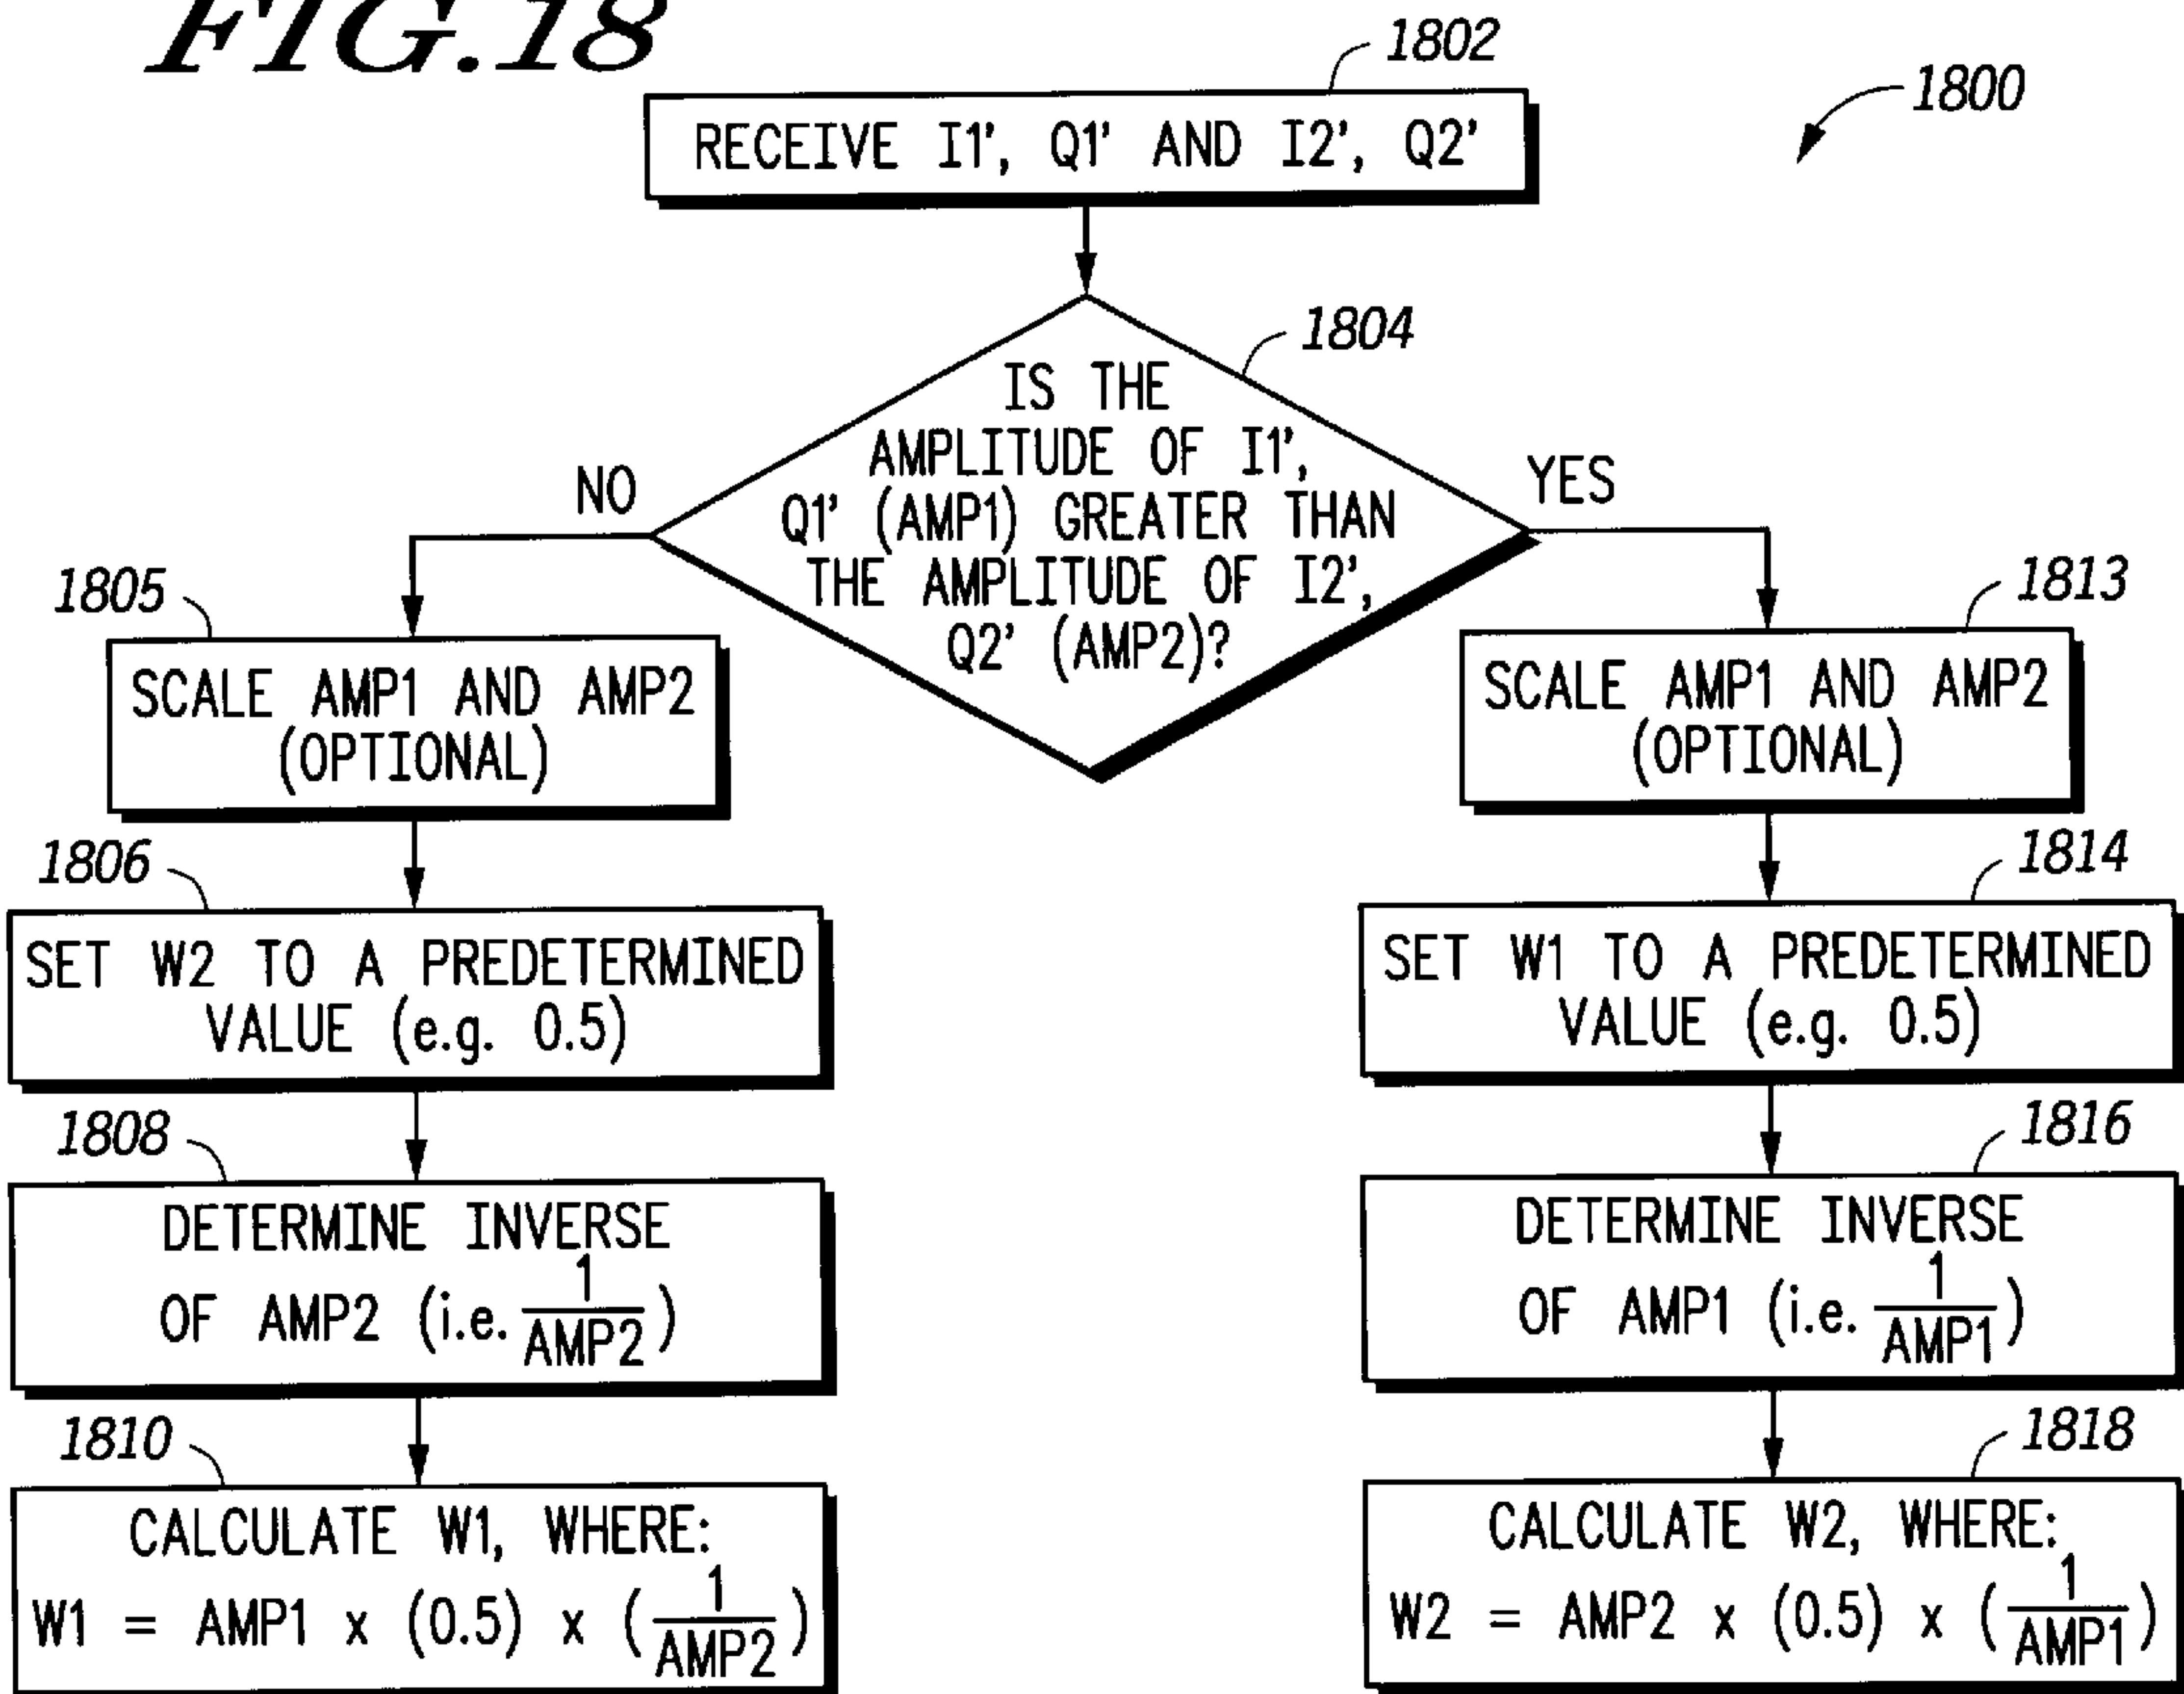 FIG.18
1802
1800
RECEIVE I1', Q1' AND I2', Q2'
1804
IS THE
AMPLITUDE OF I1',
Q1' (AMP1) GREATER THAN
THE AMPLITUDE OF I2',
Q2' (AMP2)?
NO
YES
1805
SCALE AMP1 AND AMP2
(OPTIONAL)
1806
SET W2 TO A PREDETERMINED
VALUE (e.g. 0.5)
1808
DETERMINE INVERSE
OF AMP2 (i.e. 1/AMP2)
1810
CALCULATE W1, WHERE:
W1 = AMP1 x (0.5) x (1/AMP2)
1813
SCALE AMP1 AND AMP2
(OPTIONAL)
1814
SET W1 TO A PREDETERMINED
VALUE (e.g. 0.5)
1816
DETERMINE INVERSE
OF AMP1 (i.e. 1/AMP1)
1818
CALCULATE W2, WHERE:
W2 = AMP2 x (0.5) x (1/AMP1)